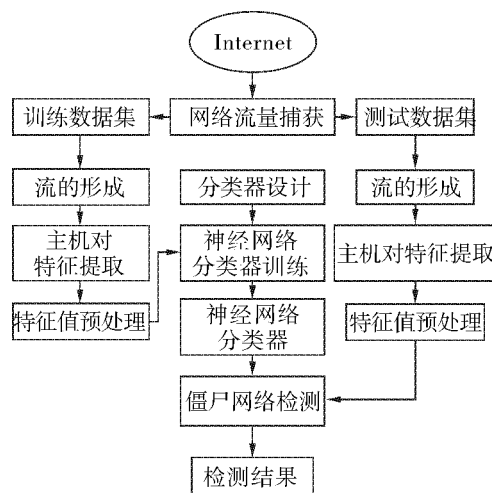 Internet
训练数据集
网络流量捕获
测试数据集
流的形成
分类器设计
流的形成
主机对
特征提取
神经网络
分类器训练
主机对特征提取
特征值预处理
神经网络
分类器
特征值预处理
僵尸网络检测
检测结果